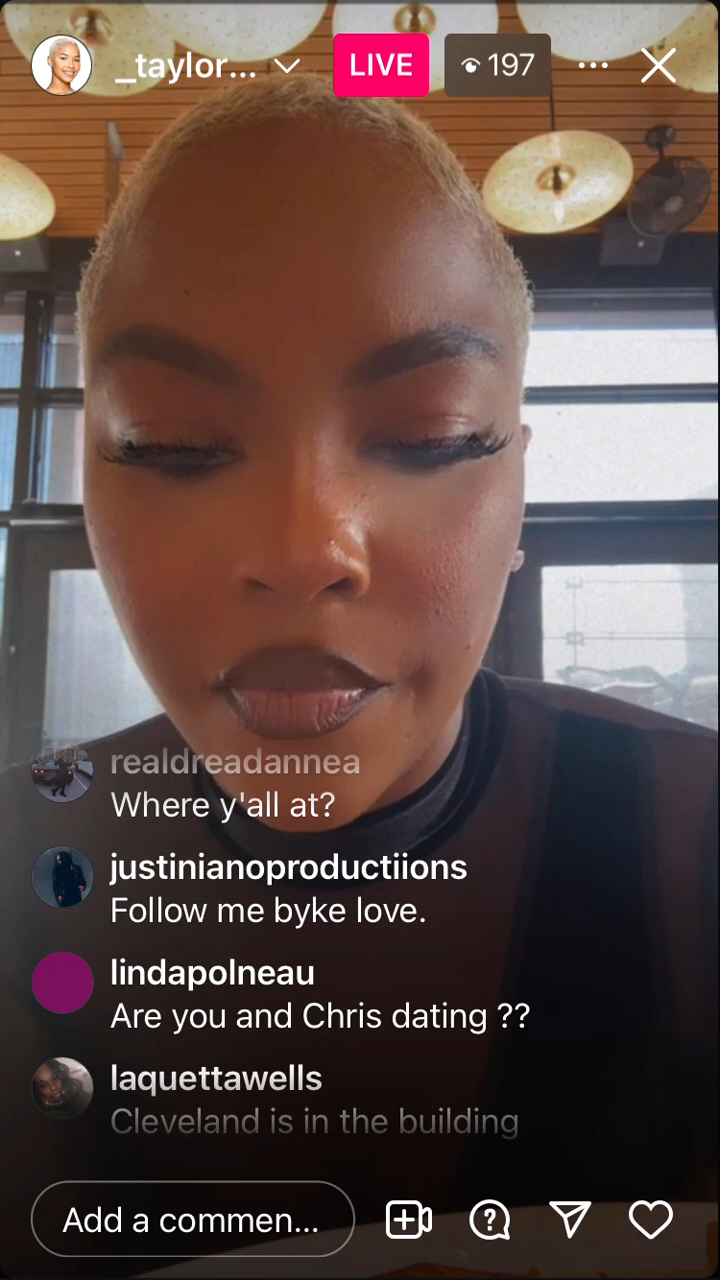 _taylor...
LIVE
197
realdreadannea
Where y'all at?
justinianoproductiions
Follow me byke love.
lindapolneau
Are you and Chris dating ??
laquettawells
Cleveland is in the building
Add a commen...